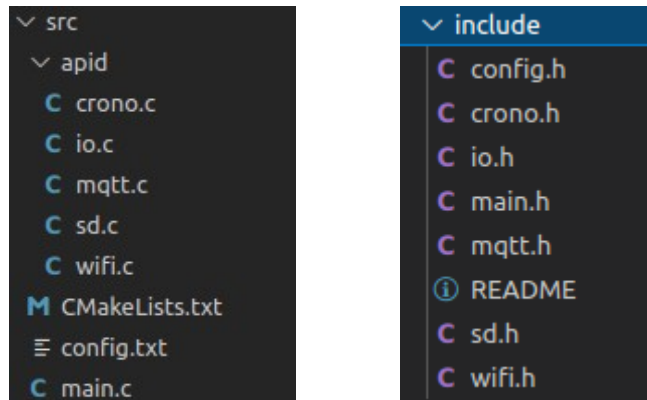 src
apid
C crono.c
C io.c
C mqtt.c
C sd.c
C wifi.c
M CMakeLists.txt
config.txt
C main.c
include
C config.h
C crono.h
C io.h
C main.h
C mqtt.h
README
C sd.h
C wifi.h